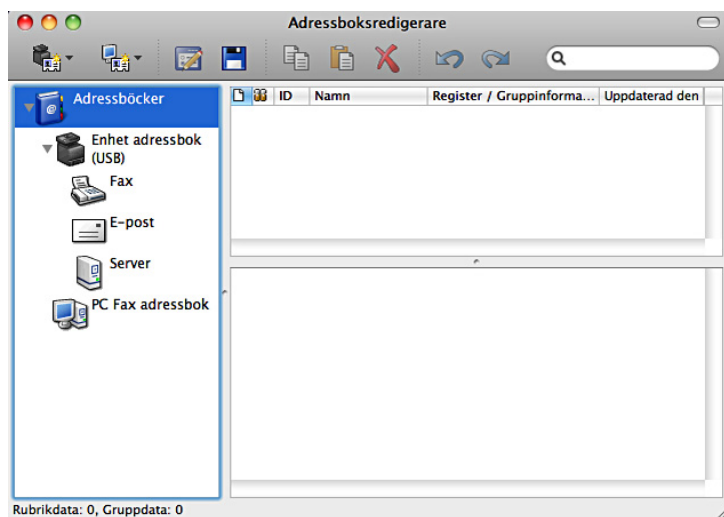 Adressboksredigerare
Adressböcker
Enhet adressbok
(USB)
Fax
E-post
Server
PC Fax adressbok
ID Namn Register / Gruppinforma... Uppdaterad den
Rubrikdata: 0, Gruppdata: 0